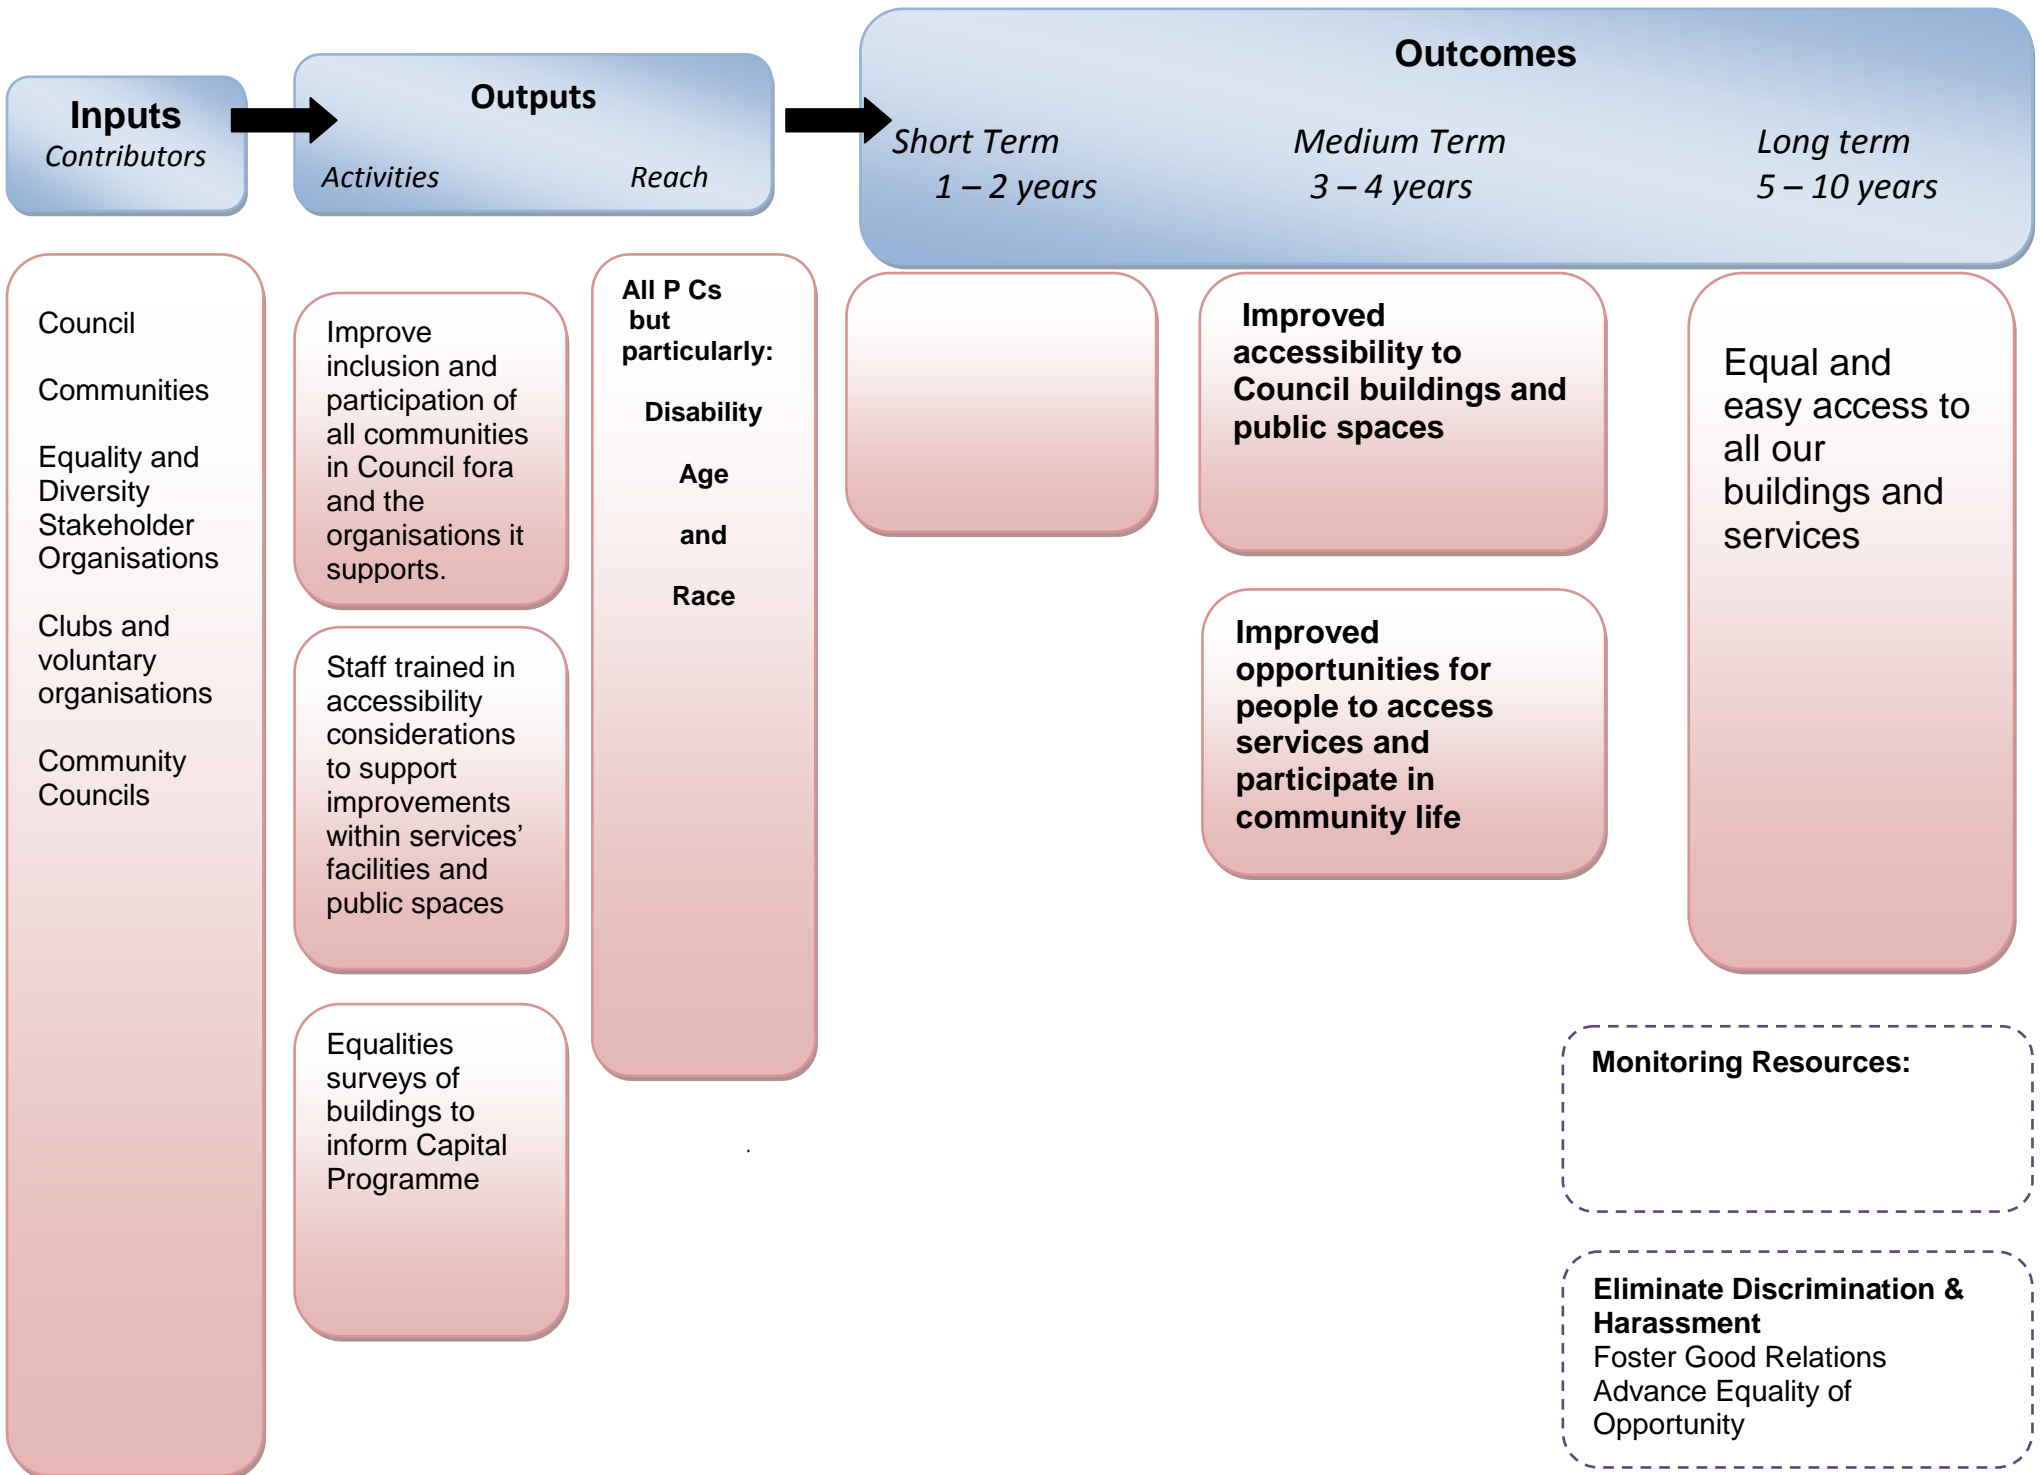 Inputs
Contributors
Outputs
Activities Reach
Outcomes
Short Term Medium Term Long term
1 – 2 years 3 – 4 years 5 – 10 years
Council
Communities
Equality and
Diversity
Stakeholder
Organisations
Clubs and
voluntary
organisations
Community
Councils
Improve
inclusion and
participation of
all communities
in Council fora
and the
organisations it
supports.
Staff trained in
accessibility
considerations
to support
improvements
within services’
facilities and
public spaces
Equalities
surveys of
buildings to
inform Capital
Programme
All P Cs
but
particularly:
Disability
Age
and
Race
.
Improved
accessibility to
Council buildings and
public spaces
Improved
opportunities for
people to access
services and
participate in
community life
Equal and
easy access to
all our
buildings and
services
Monitoring Resources:
Eliminate Discrimination &
Harassment
Foster Good Relations
Advance Equality of
Opportunity